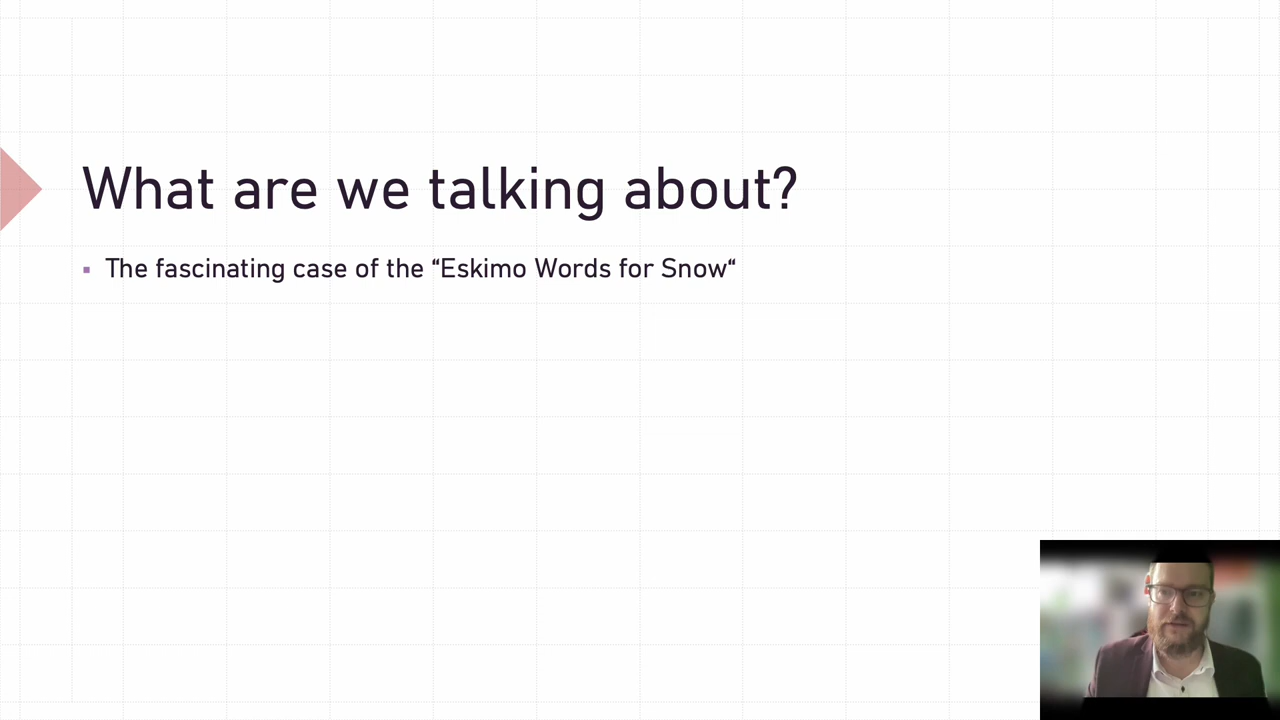 What are we talking about?
▪ The fascinating case of the “Eskimo Words for Snow“